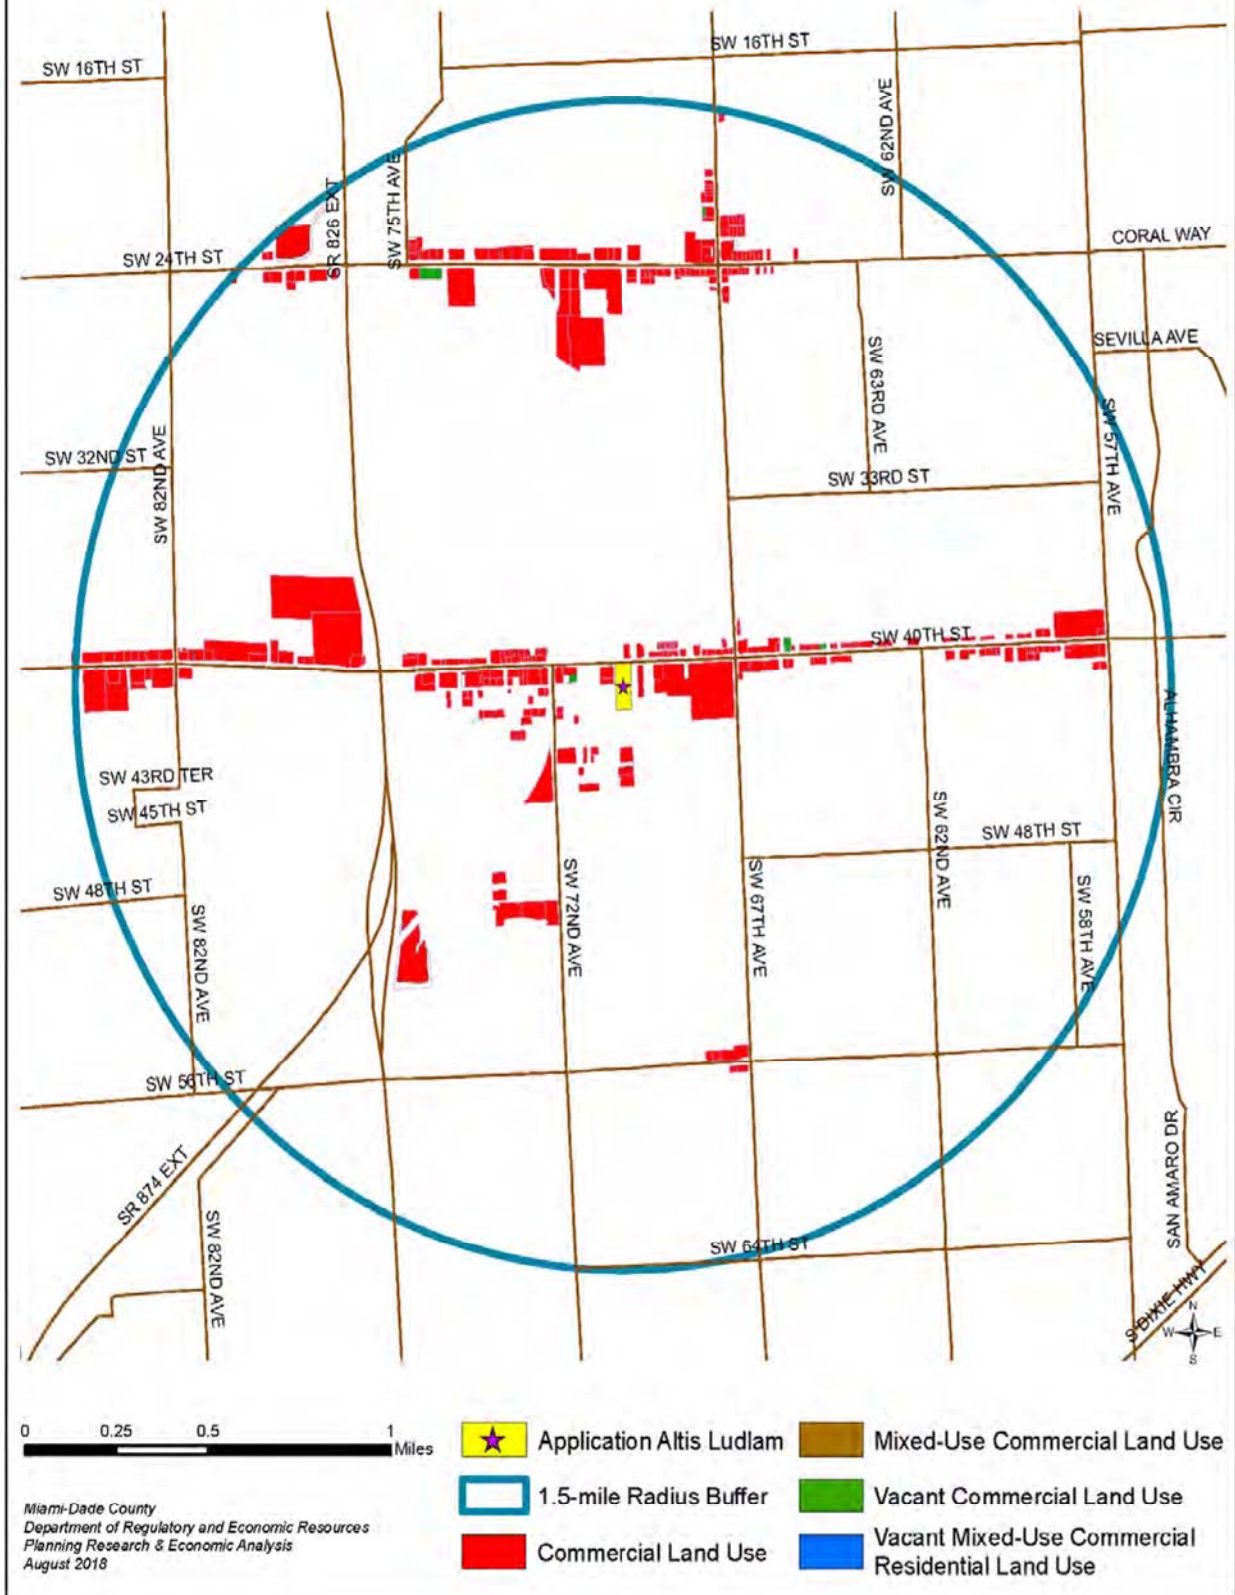 SW 16TH ST
SW 16TH ST
SW 62ND AVE
SW 75TH AVE
SR 826 EXT
CORAL WAY
SW 24TH ST
SEVILLA AVE
SW 63RD AVE
SW 57TH AVE
SW 82ND AVE
SW 32ND ST
SW 33RD ST
SW 40TH ST
ALHAMBRA CIR
SW 43RD TER
SW 45TH ST
SW 62ND AVE
SW 48TH ST
SW 72ND AVE
SW 67TH AVE
SW 58TH AVE
SW 48TH ST
SW 82ND AVE
SW 56TH ST
SAN AMARO DR
SR 874 EXT
SW 82ND AVE
SW 64TH ST
S DIXIE HWY
N
W E
S
0 0.25 0.5 1
Miles
Application Altis Ludlam
1.5-mile Radius Buffer
Commercial Land Use
Mixed-Use Commercial Land Use
Vacant Commercial Land Use
Vacant Mixed-Use Commercial
Residential Land Use
Miami-Dade County
Department of Regulatory and Economic Resources
Planning Research & Economic Analysis
August 2018